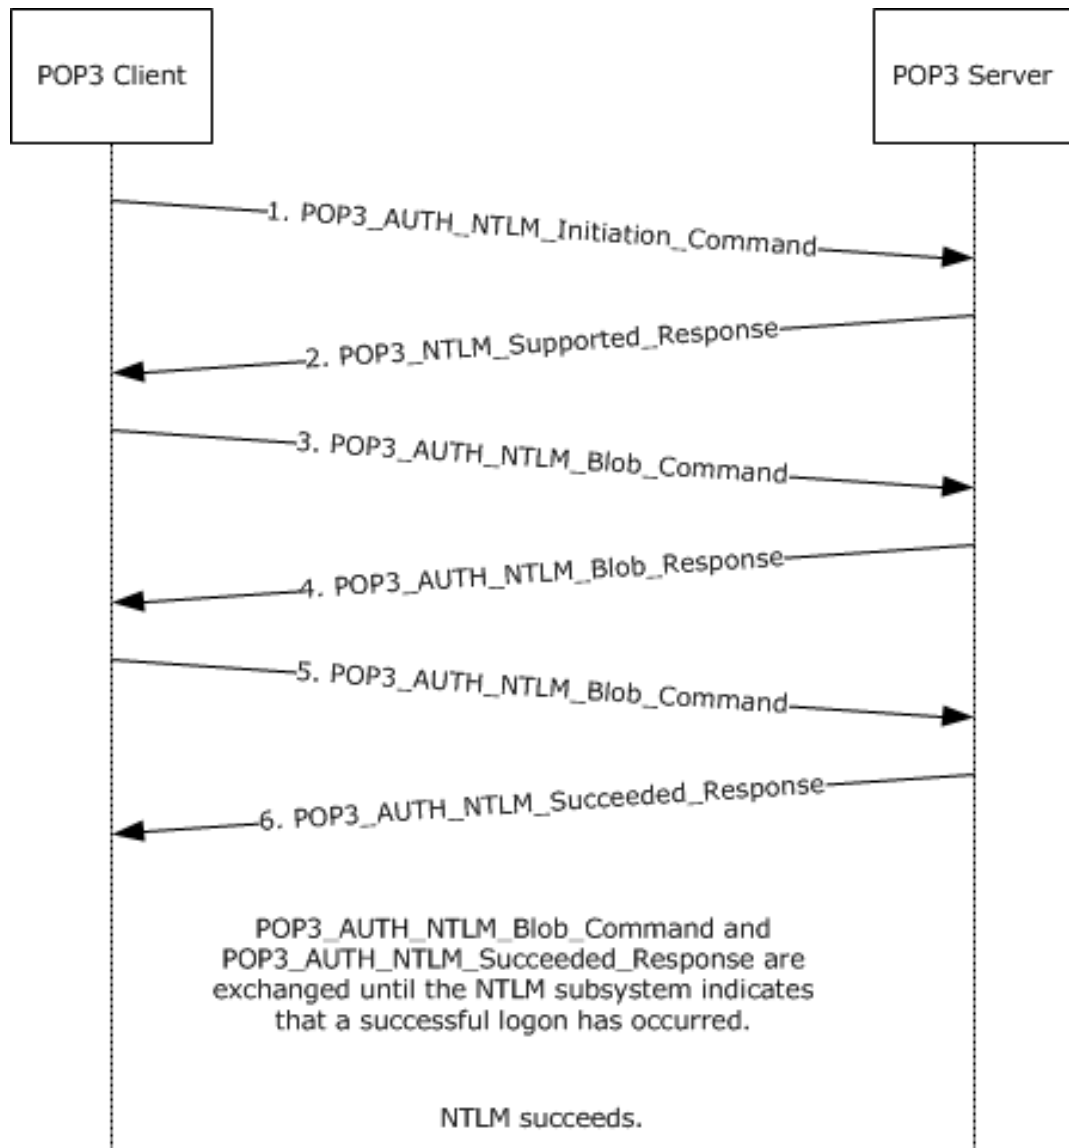 POP3 Client
POP3 Server
1. POP3_AUTH_NTLM_Initiation_Command
2. POP3_NTLM_Supported_Response
3. POP3_AUTH_NTLM_Blob_Command
4. POP3_AUTH_NTLM_Blob_Response
5. POP3_AUTH_NTLM_Blob_Command
6. POP3_AUTH_NTLM_Succeeded_Response
POP3_AUTH_NTLM_Blob_Command and
POP3_AUTH_NTLM_Succeeded_Response are
exchanged until the NTLM subsystem indicates
that a successful logon has occurred.
NTLM succeeds.